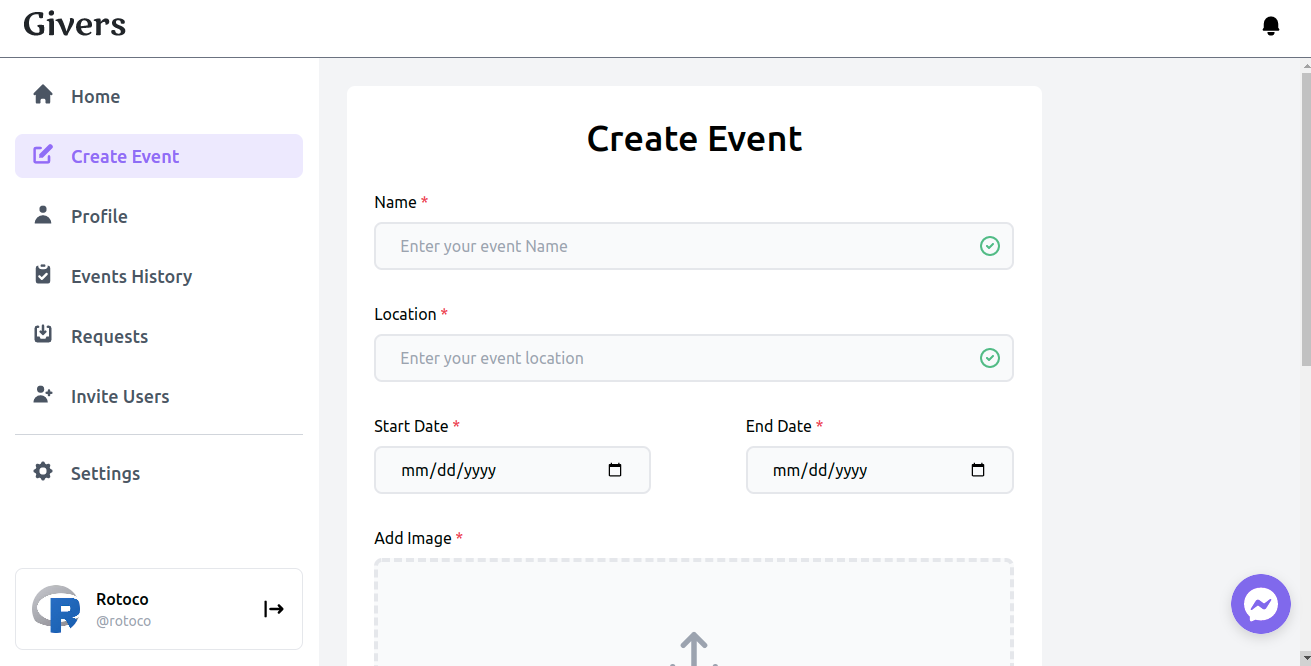 Givers
Home
Create Event
Profile
Events History
Requests
Invite Users
Settings
Rotoco
@rotoco
Create Event
Name *
Enter your event Name
Location *
Enter your event location
Start Date * End Date *
mm/dd/yyyy mm/dd/yyyy
Add Image *